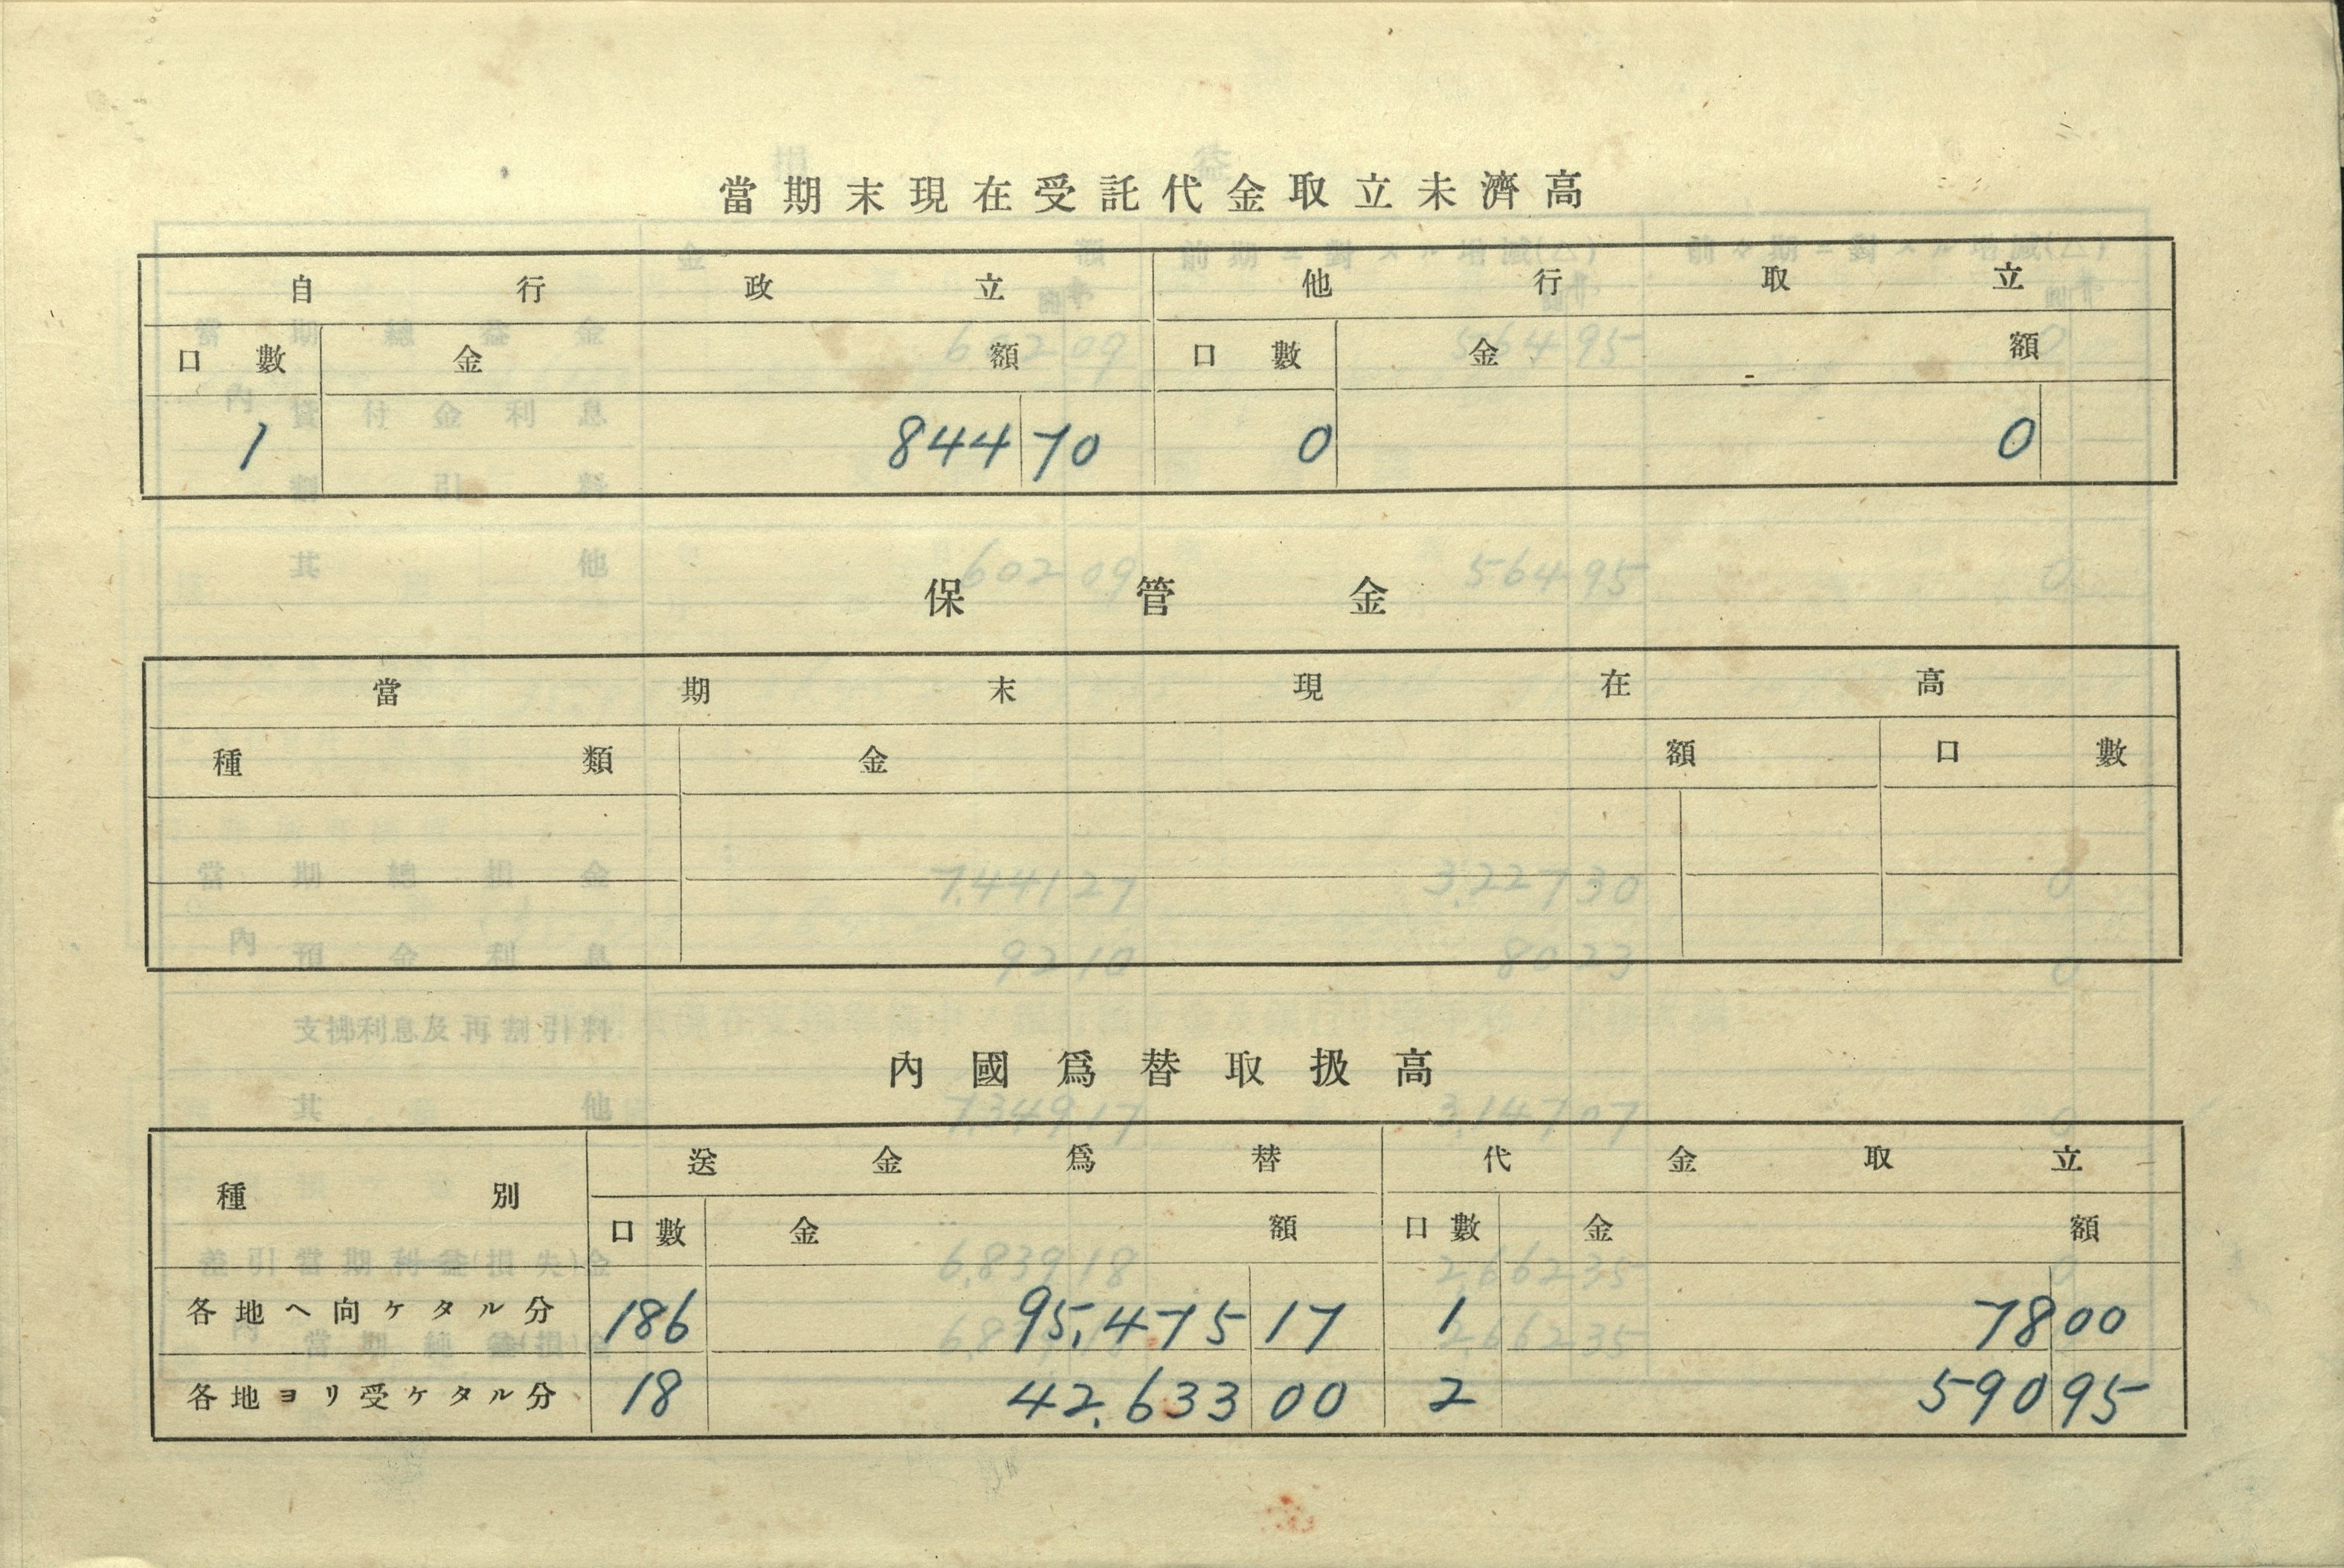 當期末現在受託代金取立未濟高
自行政立 他行取立
口數 金額 口數 金額
1 844 70 0 0
保管金
當期末現在高
種類 金額 口數
內國爲替取扱高
種別 送金爲替 代金取立
口數 金額 口數 金額
各地ヘ向ケタル分 186 95,475 17 1 78 00
各地ヨリ受ケタル分 18 42,633 00 2 590 95